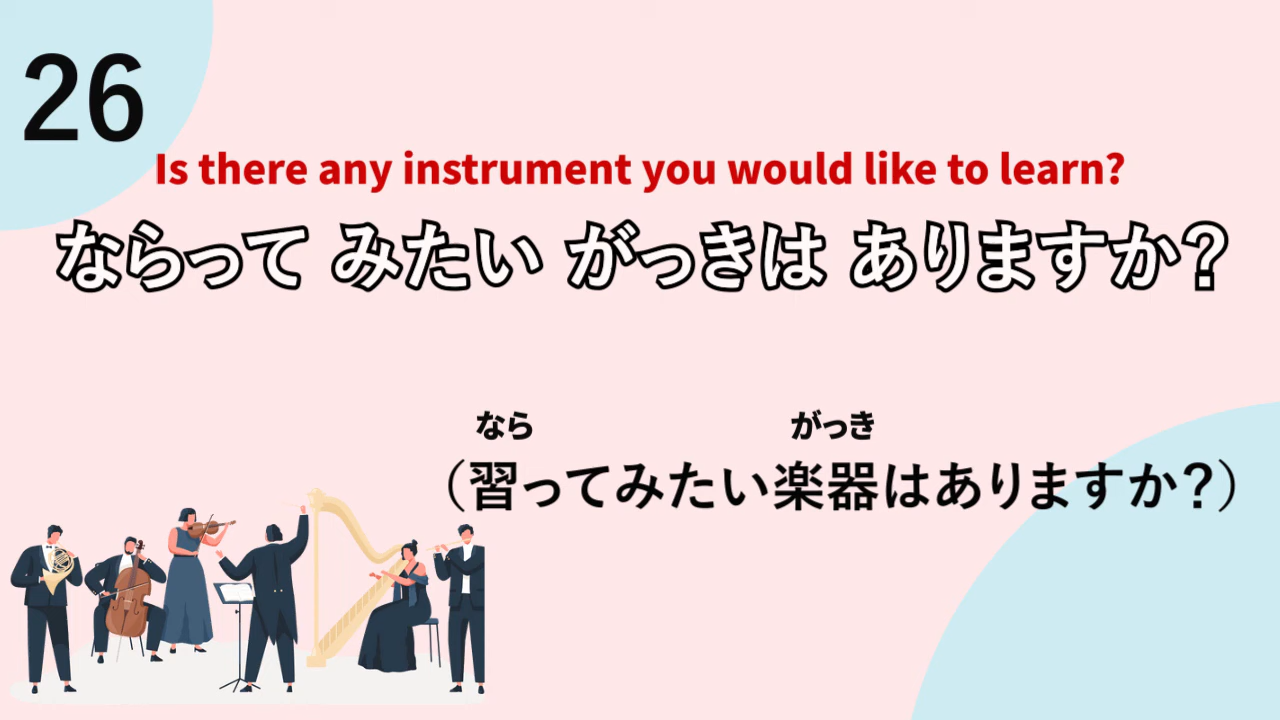 26
Is there any instrument you would like to learn?
ならって みたい がっきは ありますか?
なら がっき
（習ってみたい楽器はありますか?）